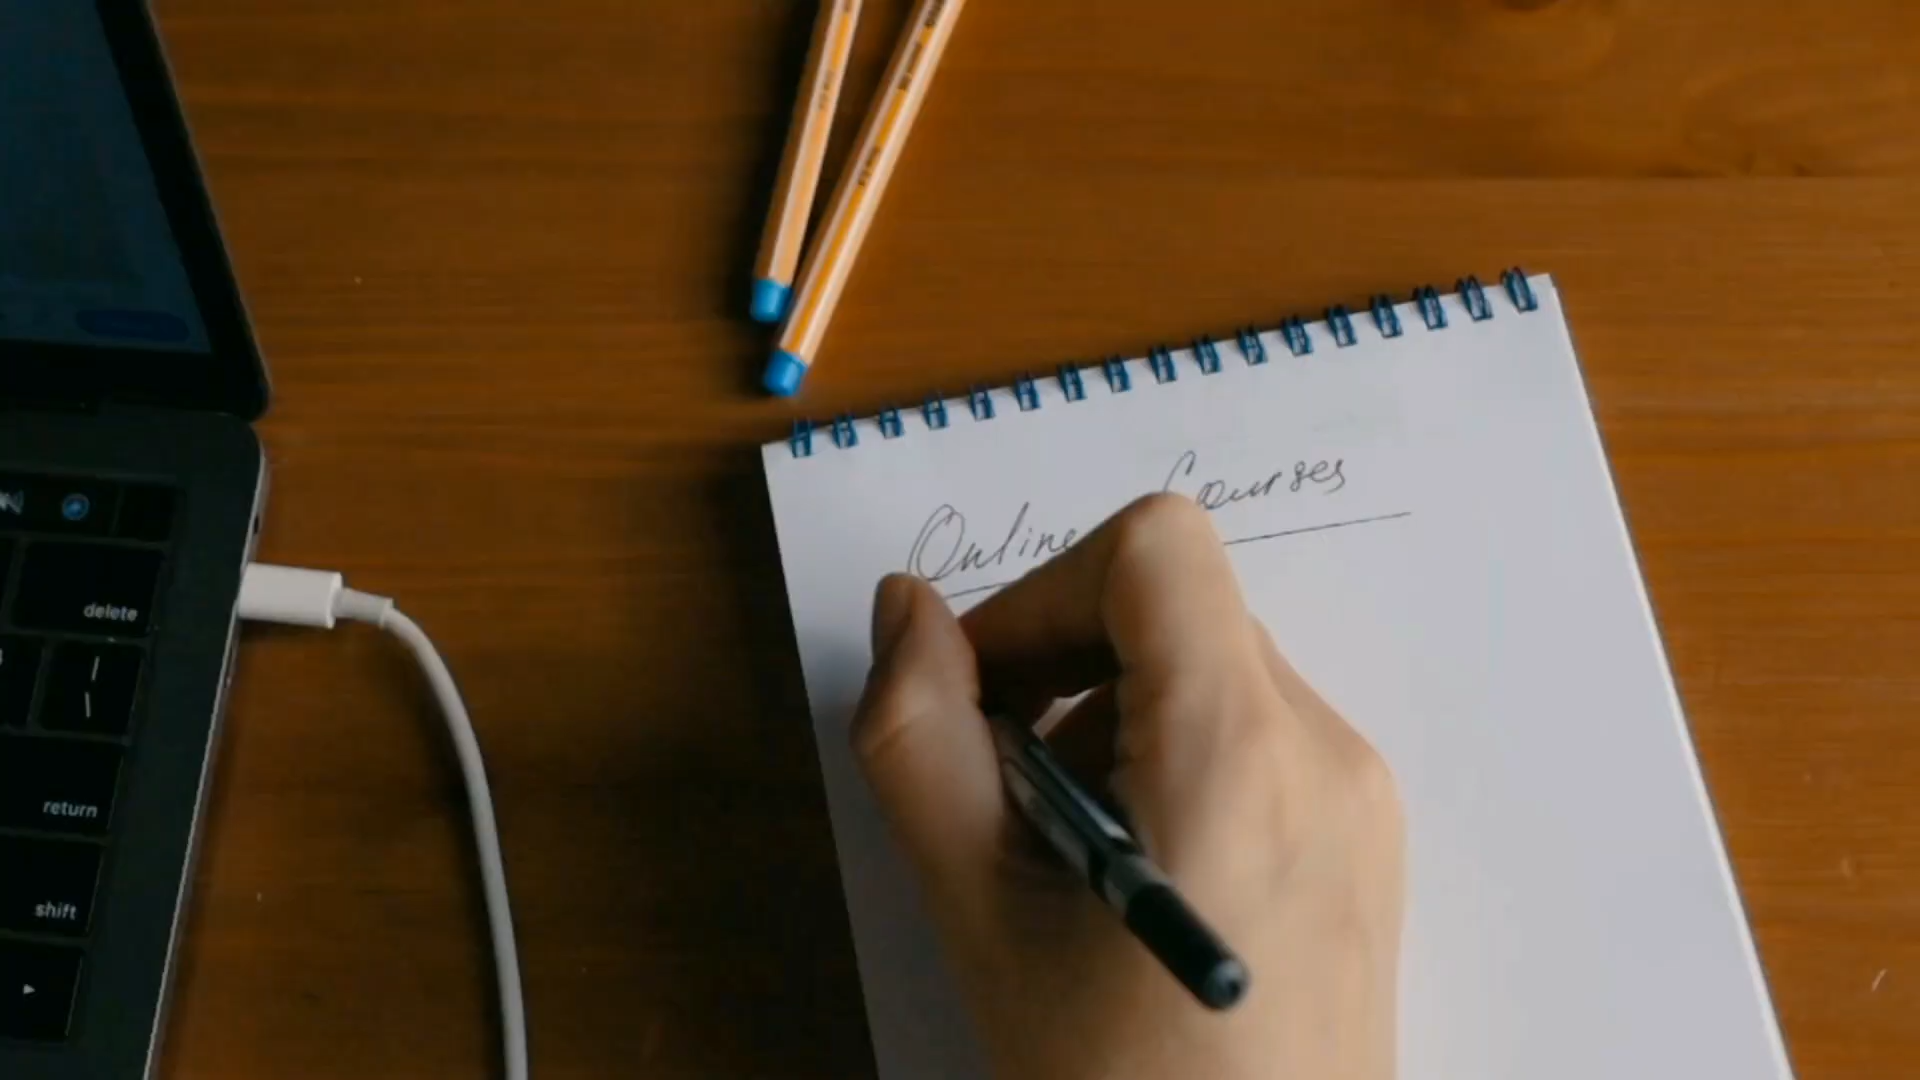 Online Courses
delete
|
\
return
shift